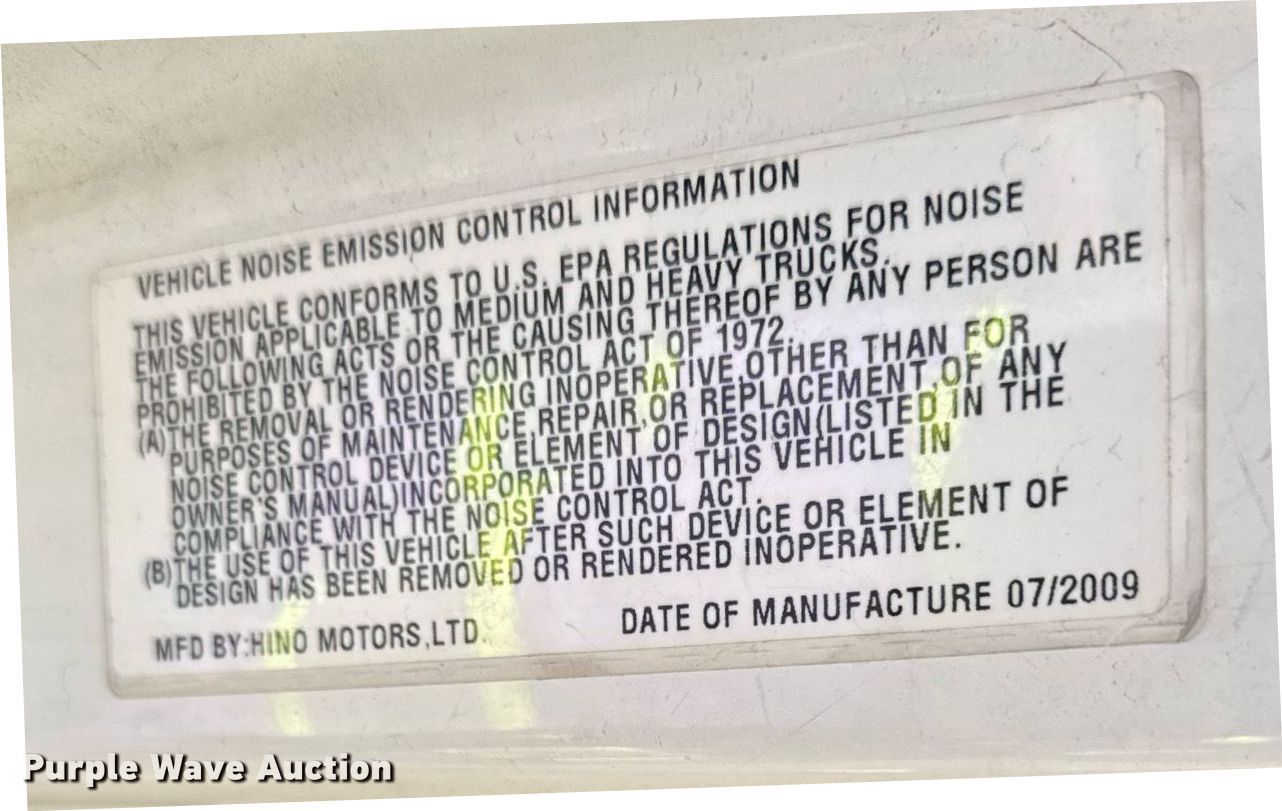 VEHICLE NOISE EMISSION CONTROL INFORMATION
THIS VEHICLE CONFORMS TO U.S. EPA REGULATIONS FOR NOISE
EMISSION APPLICABLE TO MEDIUM AND HEAVY TRUCKS.
THE FOLLOWING ACTS OR THE CAUSING THEREOF BY ANY PERSON ARE
PROHIBITED BY THE NOISE CONTROL ACT OF 1972.
(A)THE REMOVAL OR RENDERING INOPERATIVE,OTHER THAN FOR
PURPOSES OF MAINTENANCE,REPAIR,OR REPLACEMENT,OF ANY
NOISE CONTROL DEVICE OR ELEMENT OF DESIGN(LISTED IN THE
OWNER'S MANUAL)INCORPORATED INTO THIS VEHICLE IN
COMPLIANCE WITH THE NOISE CONTROL ACT.
(B)THE USE OF THIS VEHICLE AFTER SUCH DEVICE OR ELEMENT OF
DESIGN HAS BEEN REMOVED OR RENDERED INOPERATIVE.
MFD BY:HINO MOTORS,LTD. DATE OF MANUFACTURE 07/2009
Purple Wave Auction